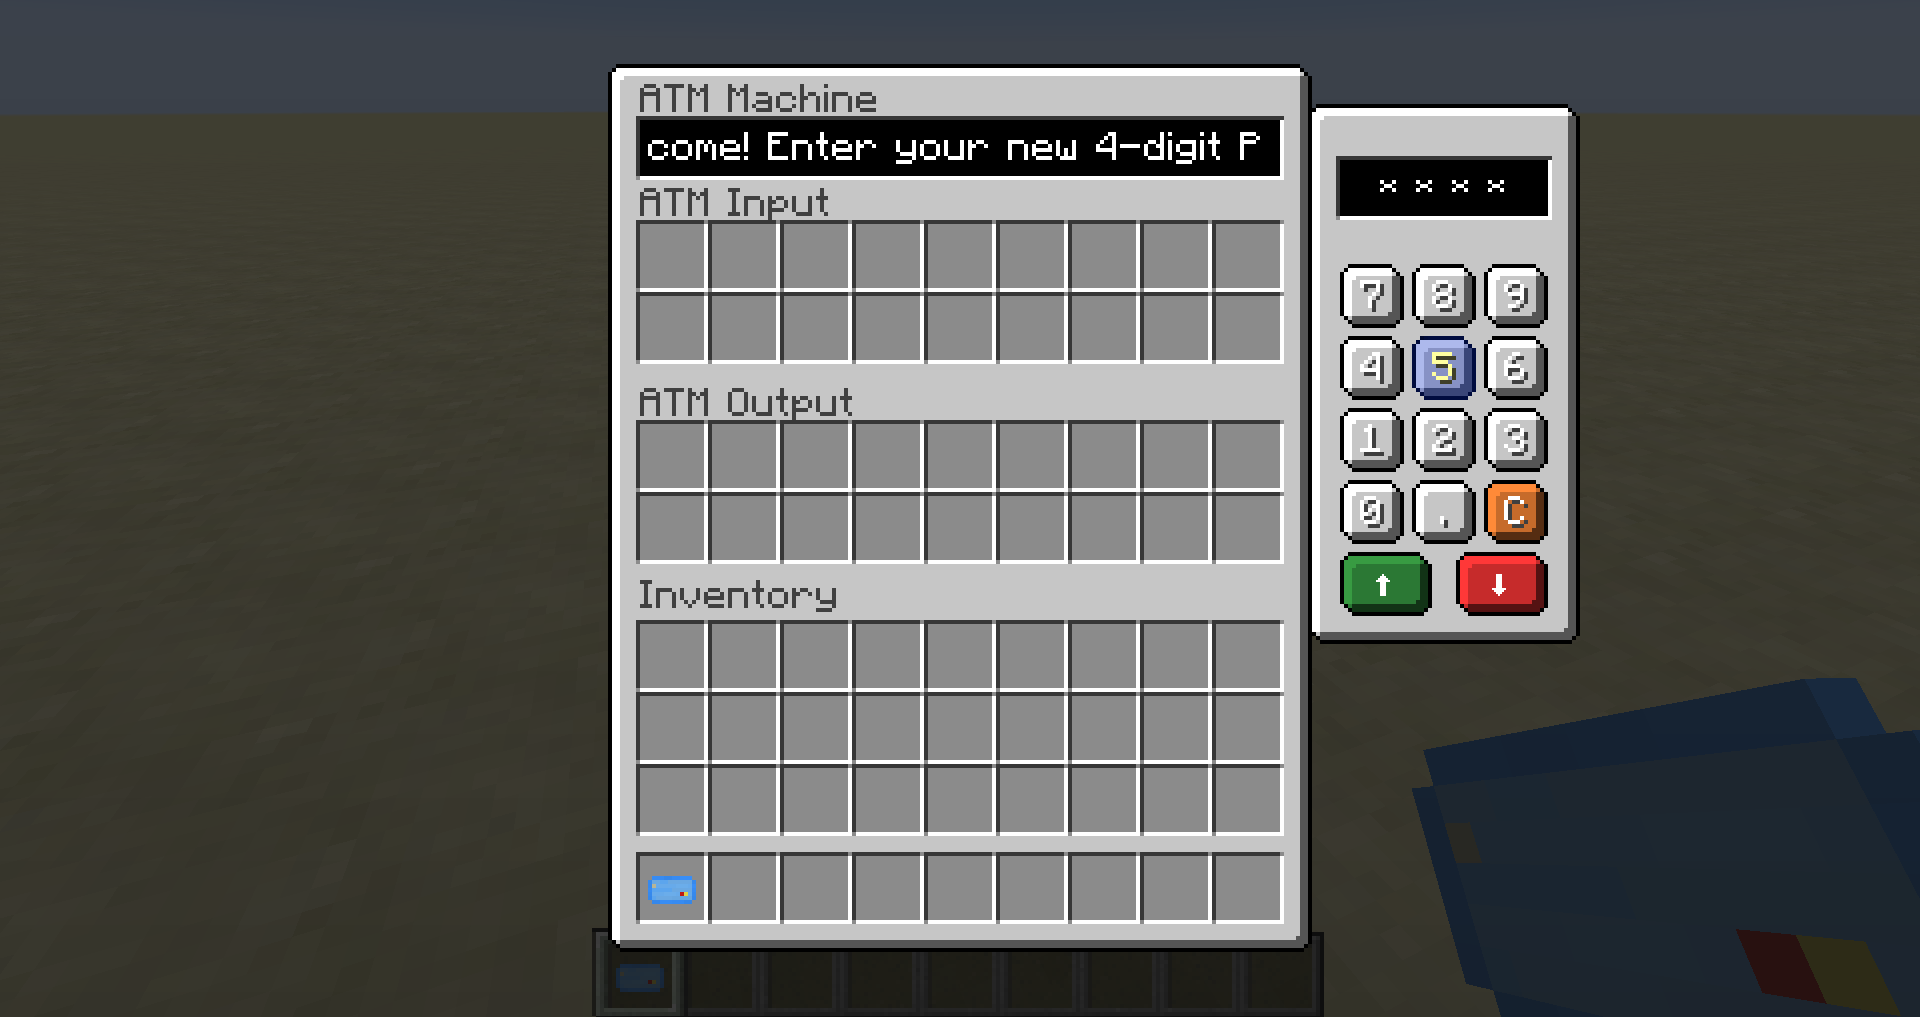 ATM Machine
come! Enter your new 4-digit P
ATM Input
ATM Output
Inventory
× × × ×
7 8 9
4 5 6
1 2 3
0 . C
↑ ↓